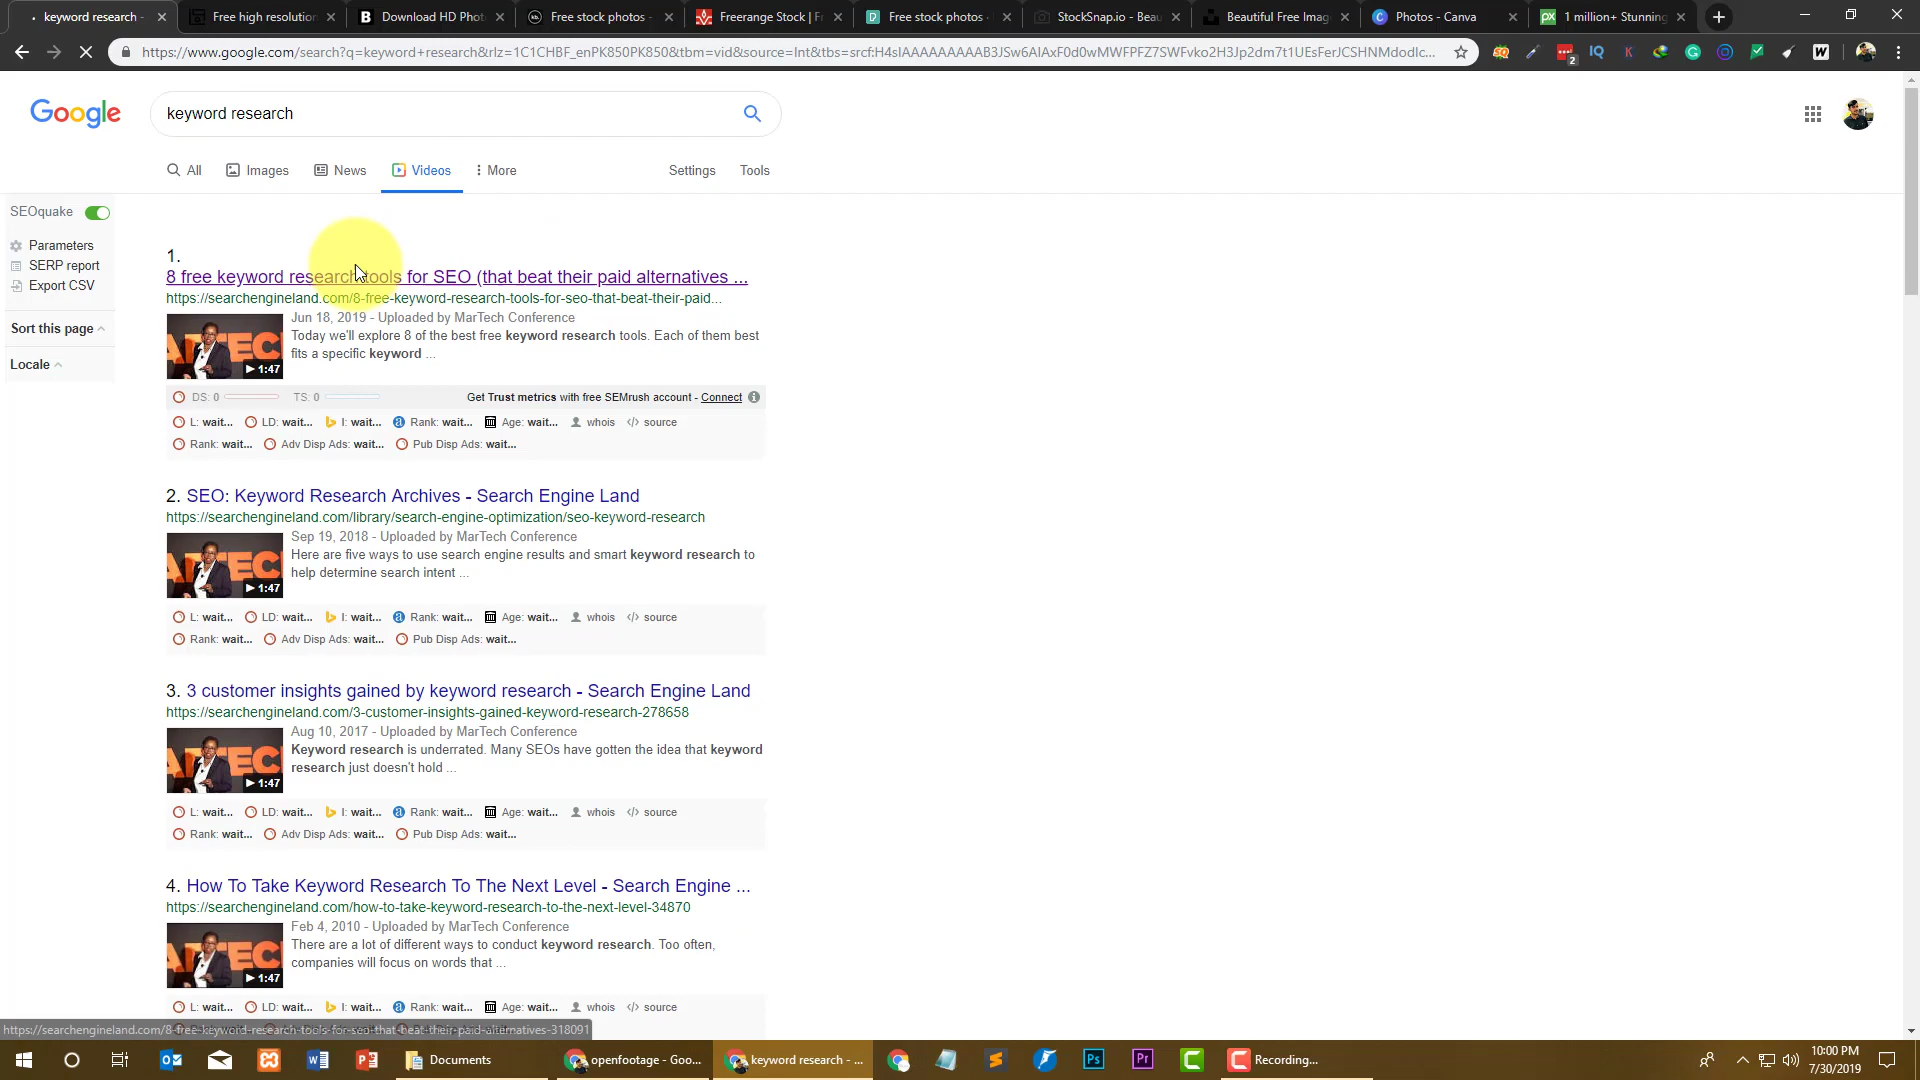 keyword research -
Free high resolution
Download HD Phot
Free stock photos -
Freerange Stock | F
Free stock photos
StockSnap.io - Beau
Beautiful Free Imag
Photos - Canva
1 million+ Stunning
https://www.google.com/search?q=keyword+research&rlz=1C1CHBF_enPK850PK850&tbm=vid&source=lnt&tbs=srcf:H4sIAAAAAAAAAB3JSw6AIAxF0d0wMWFPFZ7SWFvko2H3Jp2dm7t1UEsFerJCSHNMdodIc...
Google
keyword research
All Images News Videos More Settings Tools
SEOquake
Parameters
SERP report
Export CSV
Sort this page
Locale
1.
8 free keyword research tools for SEO (that beat their paid alternatives ...
https://searchengineland.com/8-free-keyword-research-tools-for-seo-that-beat-their-paid...
Jun 18, 2019 - Uploaded by MarTech Conference
Today we'll explore 8 of the best free keyword research tools. Each of them best
fits a specific keyword ...
1:47
DS: 0 TS: 0 Get Trust metrics with free SEMrush account - Connect
L: wait... LD: wait... I: wait... Rank: wait... Age: wait... whois source
Rank: wait... Adv Disp Ads: wait... Pub Disp Ads: wait...
2. SEO: Keyword Research Archives - Search Engine Land
https://searchengineland.com/library/search-engine-optimization/seo-keyword-research
Sep 19, 2018 - Uploaded by MarTech Conference
Here are five ways to use search engine results and smart keyword research to
help determine search intent ...
1:47
L: wait... LD: wait... I: wait... Rank: wait... Age: wait... whois source
Rank: wait... Adv Disp Ads: wait... Pub Disp Ads: wait...
3. 3 customer insights gained by keyword research - Search Engine Land
https://searchengineland.com/3-customer-insights-gained-keyword-research-278658
Aug 10, 2017 - Uploaded by MarTech Conference
Keyword research is underrated. Many SEOs have gotten the idea that keyword
research just doesn't hold ...
1:47
L: wait... LD: wait... I: wait... Rank: wait... Age: wait... whois source
Rank: wait... Adv Disp Ads: wait... Pub Disp Ads: wait...
4. How To Take Keyword Research To The Next Level - Search Engine ...
https://searchengineland.com/how-to-take-keyword-research-to-the-next-level-34870
Feb 4, 2010 - Uploaded by MarTech Conference
There are a lot of different ways to conduct keyword research. Too often,
companies will focus on words that ...
1:47
L: wait... LD: wait... I: wait... Rank: wait... Age: wait... whois source
https://searchengineland.com/8-free-keyword-research-tools-for-seo-that-beat-their-paid-alternatives-318091
Documents
openfootage - Goo...
keyword research - ...
Recording...
10:00 PM
7/30/2019